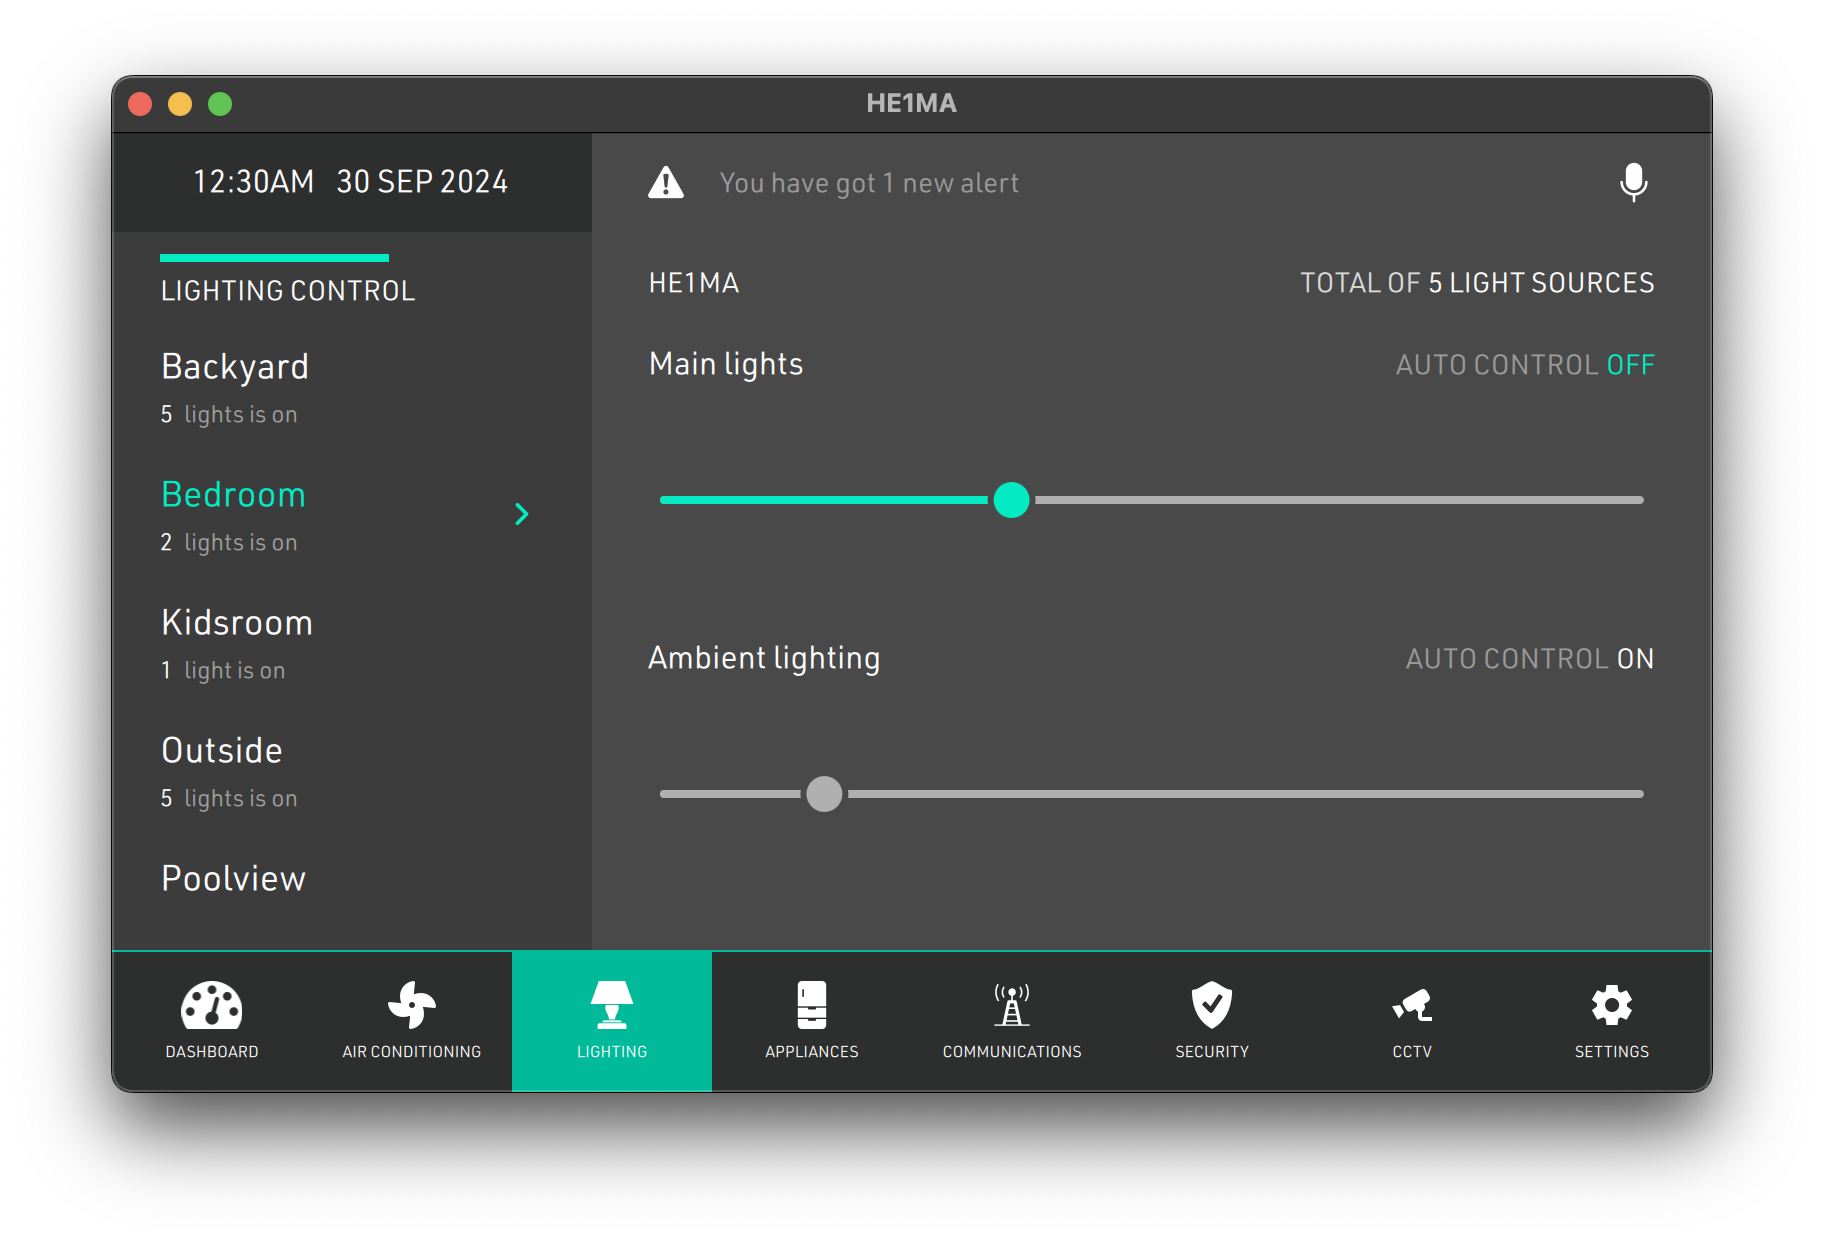 HE1MA
12:30AM 30 SEP 2024
You have got 1 new alert
LIGHTING CONTROL
Backyard
5 lights is on
Bedroom
2 lights is on
Kidsroom
1 light is on
Outside
5 lights is on
Poolview
HE1MA
TOTAL OF 5 LIGHT SOURCES
Main lights
AUTO CONTROL OFF
Ambient lighting
AUTO CONTROL ON
DASHBOARD
AIR CONDITIONING
LIGHTING
APPLIANCES
COMMUNICATIONS
SECURITY
CCTV
SETTINGS